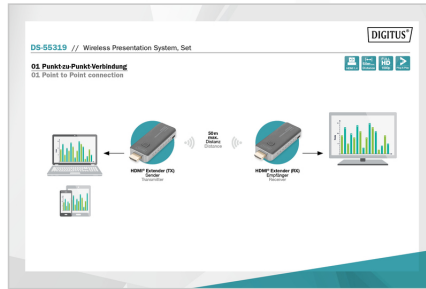 DIGITUS®
DS-55319 // Wireless Presentation System, Set
01 Punkt-zu-Punkt-Verbindung
01 Point to Point connection
HD
50m
max.
Distanz
Distance
HDMI® Extender (TX)
Sender
Transmitter
HDMI® Extender (RX)
Empfänger
Receiver